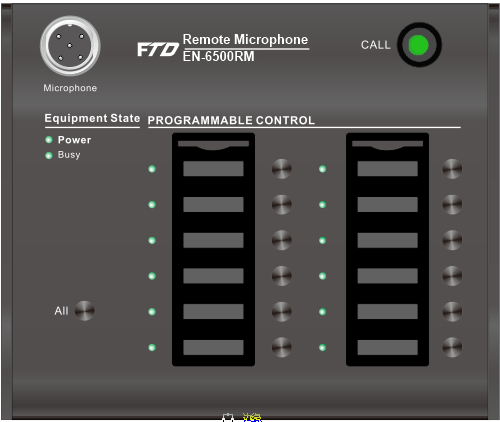 FTD
Remote Microphone
EN-6500RM
CALL
Microphone
Equipment State
PROGRAMMABLE CONTROL
Power
Busy
All